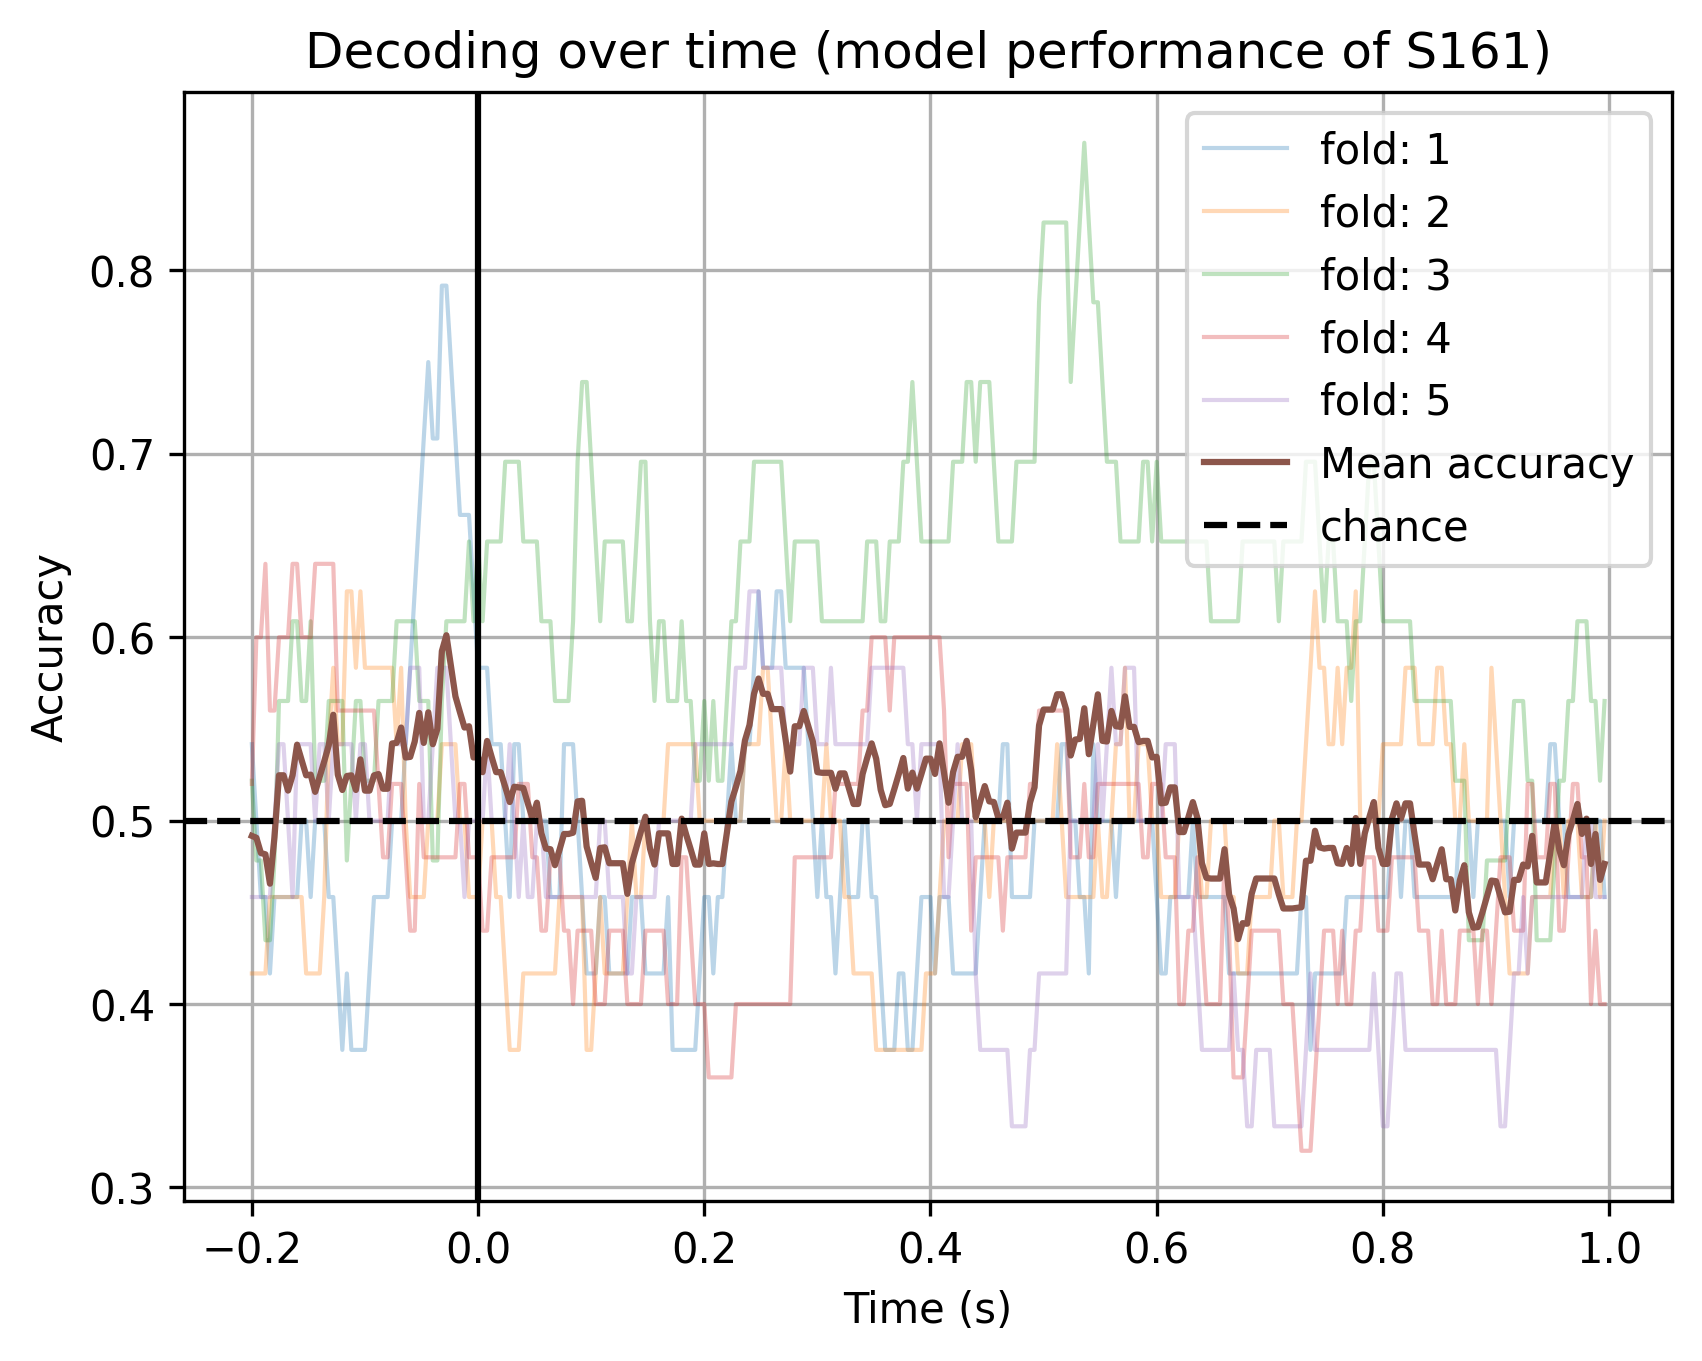 Decoding over time (model performance of S161)
fold: 1
fold: 2
fold: 3
fold: 4
fold: 5
Mean accuracy
chance
Accuracy
0.8
0.7
0.6
0.5
0.4
0.3
−0.2 0.0 0.2 0.4 0.6 0.8 1.0
Time (s)